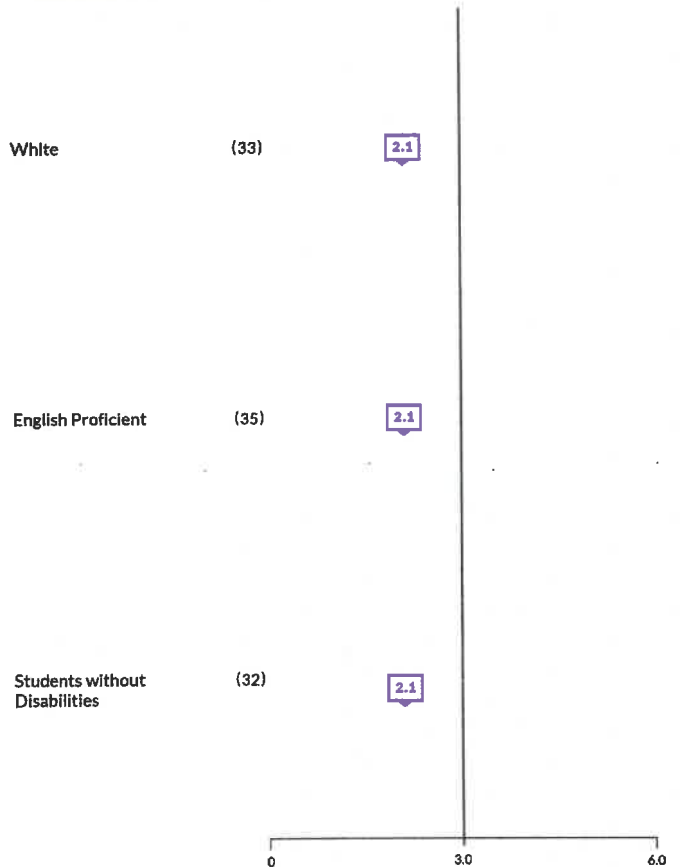 White (33) 2.1
English Proficient (35) 2.1
Students without (32) 2.1
Disabilities
0 3.0 6.0